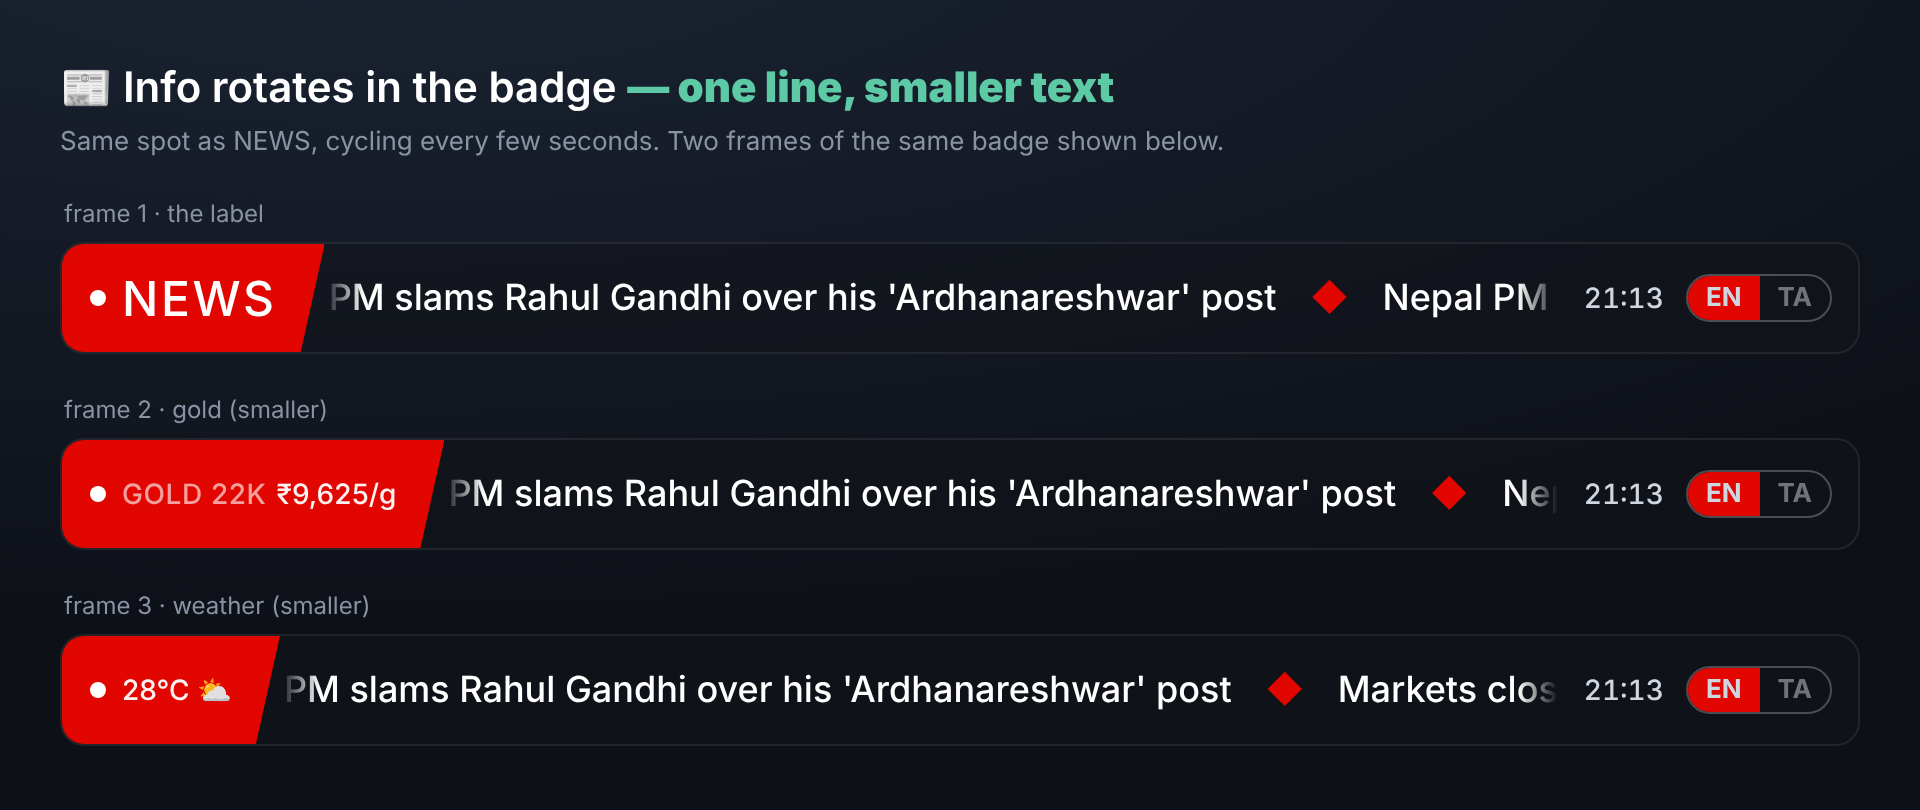 📰 Info rotates in the badge — one line, smaller text
Same spot as NEWS, cycling every few seconds. Two frames of the same badge shown below.
frame 1 · the label
NEWS PM slams Rahul Gandhi over his 'Ardhanareshwar' post ◆ Nepal PM 21:13 EN TA
frame 2 · gold (smaller)
GOLD 22K ₹9,625/g PM slams Rahul Gandhi over his 'Ardhanareshwar' post ◆ Ne 21:13 EN TA
frame 3 · weather (smaller)
28°C ⛅ PM slams Rahul Gandhi over his 'Ardhanareshwar' post ◆ Markets clos 21:13 EN TA